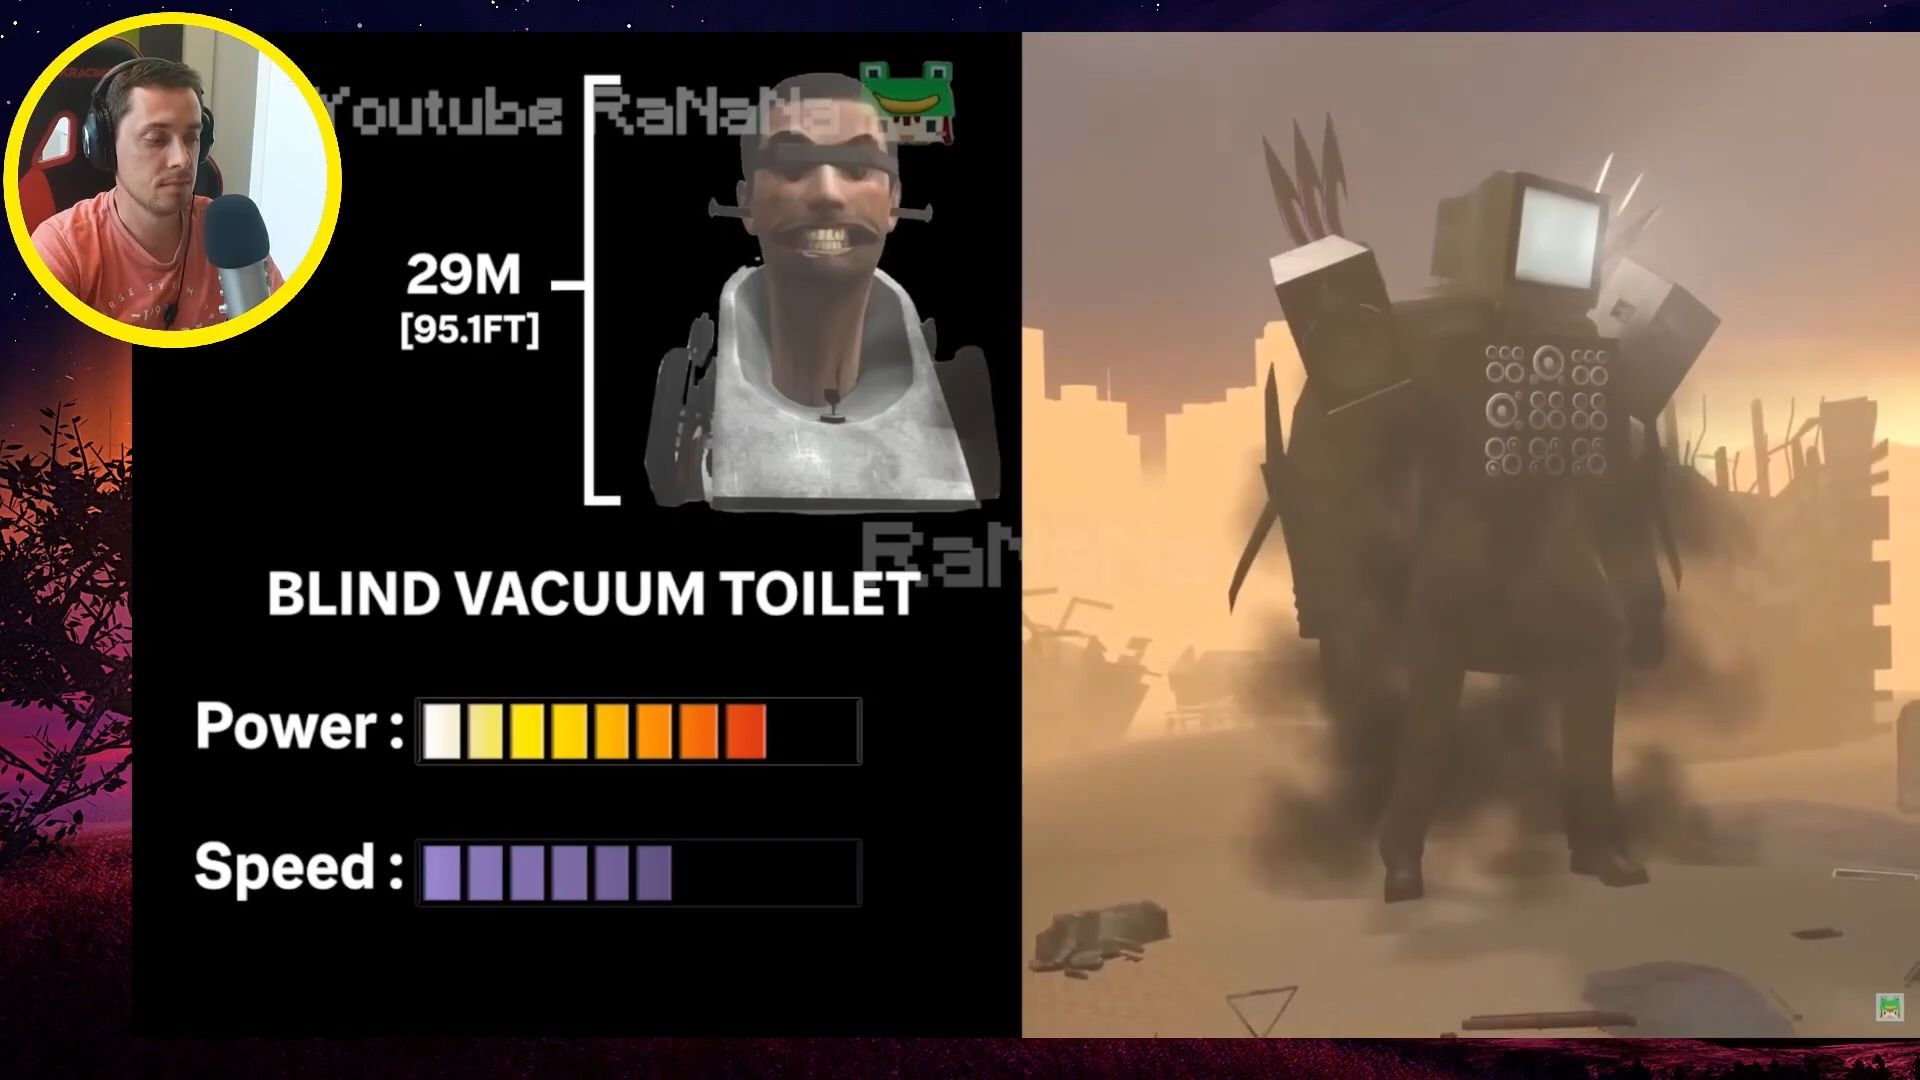 Youtube RaNaNa
29M
[95.1FT]
BLIND VACUUM TOILET
Power :
Speed :